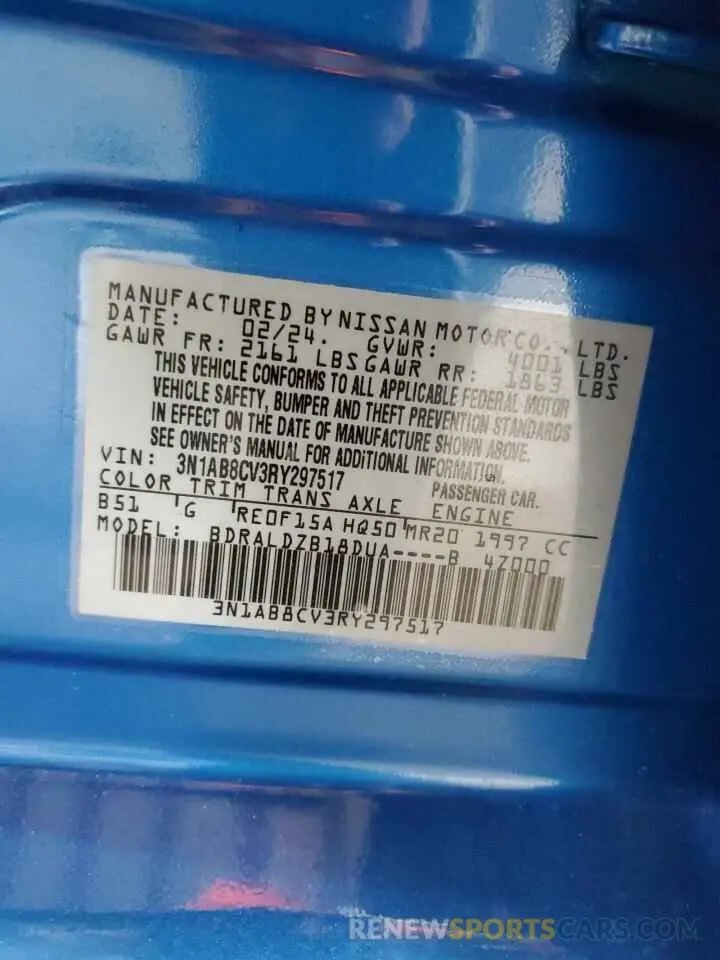 MANUFACTURED BY NISSAN MOTOR CO., LTD.
DATE: 02/24. GVWR: 4001 LBS
GAWR FR: 2161 LBS GAWR RR: 1863 LBS
THIS VEHICLE CONFORMS TO ALL APPLICABLE FEDERAL MOTOR
VEHICLE SAFETY, BUMPER AND THEFT PREVENTION STANDARDS
IN EFFECT ON THE DATE OF MANUFACTURE SHOWN ABOVE.
SEE OWNER'S MANUAL FOR ADDITIONAL INFORMATION.
VIN: 3N1AB8CV3RY297517 PASSENGER CAR.
COLOR TRIM TRANS AXLE ENGINE
B51 G RE0F15A HQ50 MR20 1997 CC
MODEL: BDRALDZB18DUA----B 47000
3N1AB8CV3RY297517
RENEWSPORTSCARS.COM